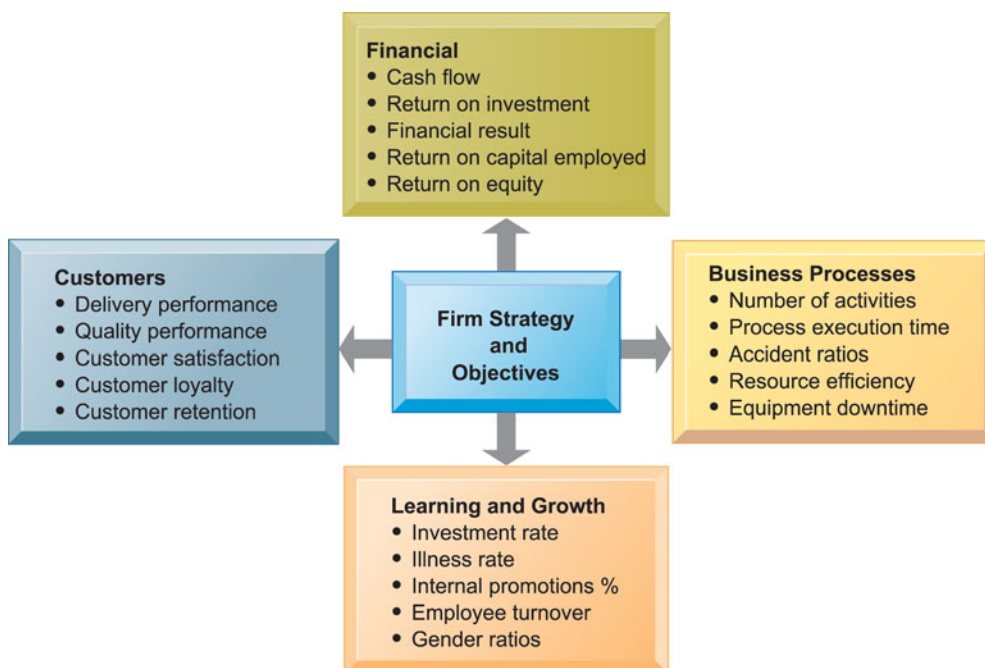 Financial
• Cash flow
• Return on investment
• Financial result
• Return on capital employed
• Return on equity
Customers
• Delivery performance
• Quality performance
• Customer satisfaction
• Customer loyalty
• Customer retention
Firm Strategy
and
Objectives
Business Processes
• Number of activities
• Process execution time
• Accident ratios
• Resource efficiency
• Equipment downtime
Learning and Growth
• Investment rate
• Illness rate
• Internal promotions %
• Employee turnover
• Gender ratios